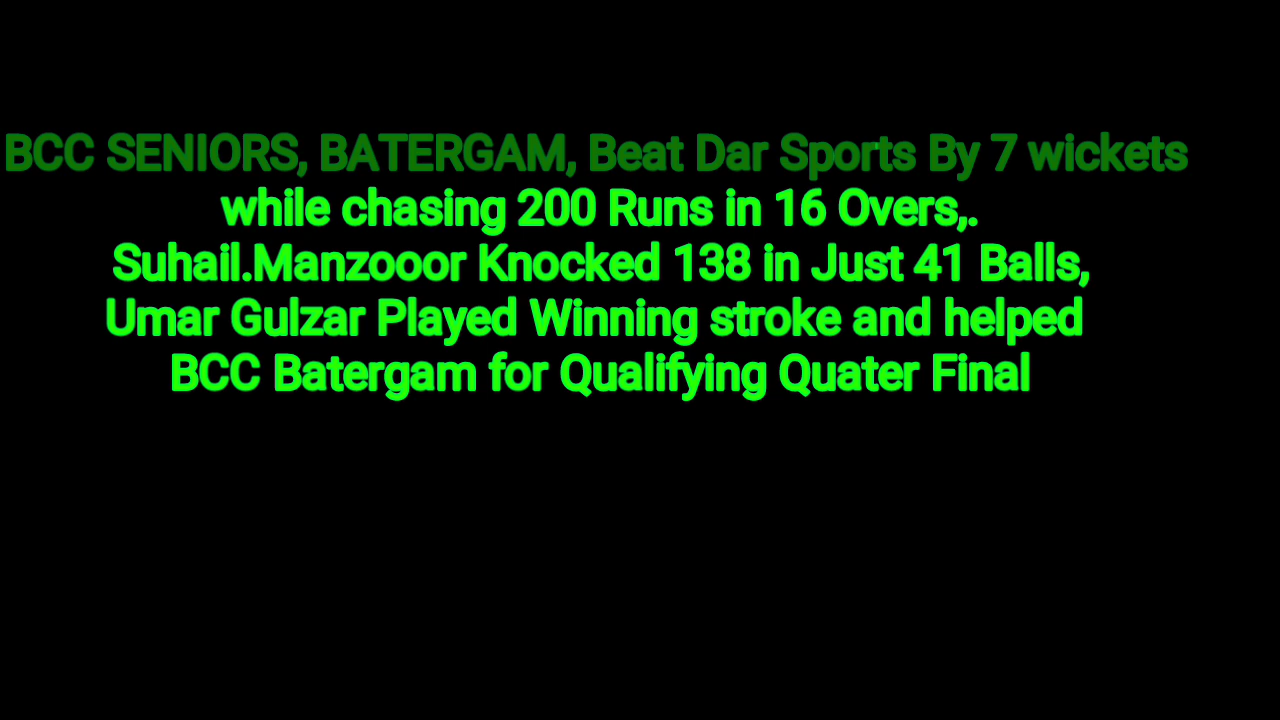 BCC SENIORS, BATERGAM, Beat Dar Sports By 7 wickets
while chasing 200 Runs in 16 Overs,.
Suhail.Manzooor Knocked 138 in Just 41 Balls,
Umar Gulzar Played Winning stroke and helped
BCC Batergam for Qualifying Quater Final